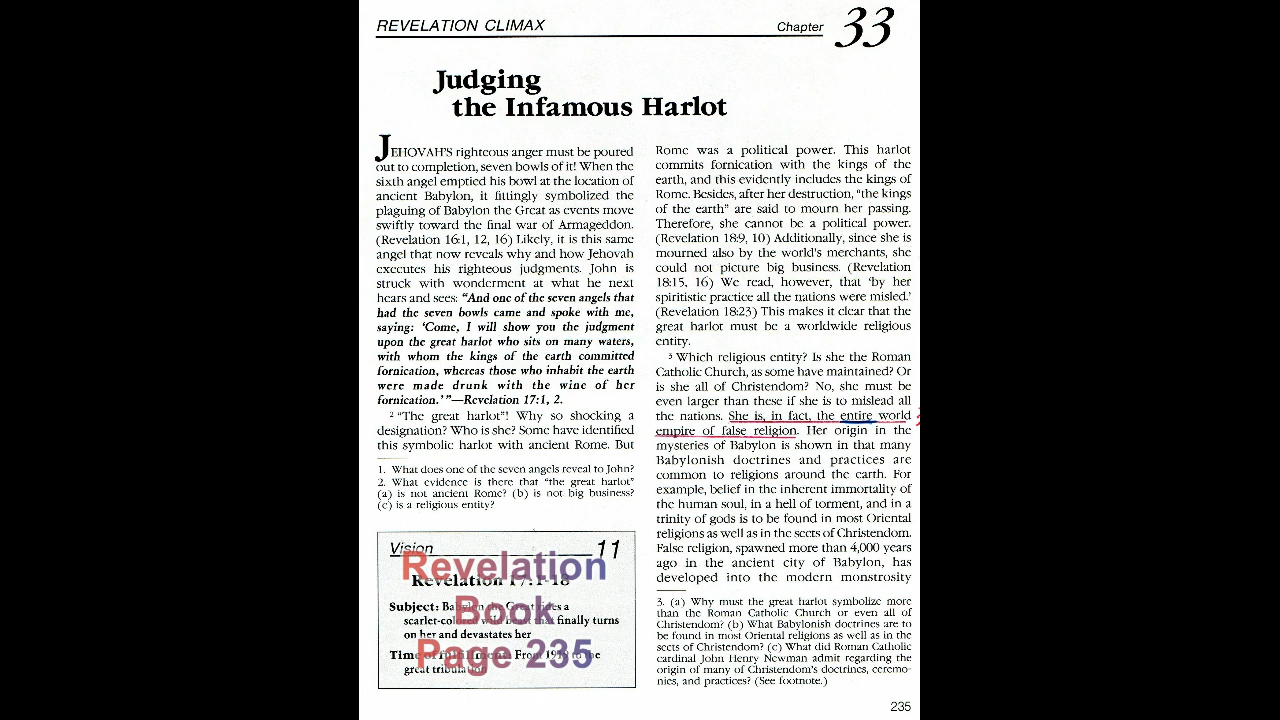 REVELATION CLIMAX
Chapter 33
Judging
the Infamous Harlot
JEHOVAH'S righteous anger must be poured
out to completion, seven bowls of it! When the
sixth angel emptied his bowl at the location of
ancient Babylon, it fittingly symbolized the
plaguing of Babylon the Great as events move
swiftly toward the final war of Armageddon.
(Revelation 16:1, 12, 16) Likely, it is this same
angel that now reveals why and how Jehovah
executes his righteous judgments. John is
struck with wonderment at what he next
hears and sees: "And one of the seven angels that
had the seven bowls came and spoke with me,
saying: 'Come, I will show you the judgment
upon the great harlot who sits on many waters,
with whom the kings of the earth committed
fornication, whereas those who inhabit the earth
were made drunk with the wine of her
fornication.'"—Revelation 17:1, 2.
2 "The great harlot"! Why so shocking a
designation? Who is she? Some have identified
this symbolic harlot with ancient Rome. But
1. What does one of the seven angels reveal to John?
2. What evidence is there that "the great harlot"
(a) is not ancient Rome? (b) is not big business?
(c) is a religious entity?
Vision 11
Revelation 17:1-18
Subject: Babylon the Great rides a
scarlet-colored wild beast that finally turns
on her and devastates her
Time of fulfillment: From 1919 to the
great tribulation
Revelation
Book
Page 235
Rome was a political power. This harlot
commits fornication with the kings of the
earth, and this evidently includes the kings of
Rome. Besides, after her destruction, "the kings
of the earth" are said to mourn her passing.
Therefore, she cannot be a political power.
(Revelation 18:9, 10) Additionally, since she is
mourned also by the world's merchants, she
could not picture big business. (Revelation
18:15, 16) We read, however, that 'by her
spiritistic practice all the nations were misled.'
(Revelation 18:23) This makes it clear that the
great harlot must be a worldwide religious
entity.
3 Which religious entity? Is she the Roman
Catholic Church, as some have maintained? Or
is she all of Christendom? No, she must be
even larger than these if she is to mislead all
the nations. She is, in fact, the entire world
empire of false religion. Her origin in the
mysteries of Babylon is shown in that many
Babylonish doctrines and practices are
common to religions around the earth. For
example, belief in the inherent immortality of
the human soul, in a hell of torment, and in a
trinity of gods is to be found in most Oriental
religions as well as in the sects of Christendom.
False religion, spawned more than 4,000 years
ago in the ancient city of Babylon, has
developed into the modern monstrosity
3. (a) Why must the great harlot symbolize more
than the Roman Catholic Church or even all of
Christendom? (b) What Babylonish doctrines are to
be found in most Oriental religions as well as in the
sects of Christendom? (c) What did Roman Catholic
cardinal John Henry Newman admit regarding the
origin of many of Christendom's doctrines, ceremo-
nies, and practices? (See footnote.)
235